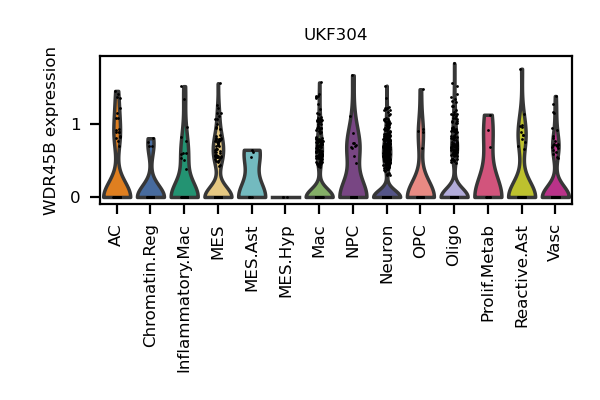 UKF304
WDR45B expression
1
0
AC
Chromatin.Reg
Inflammatory.Mac
MES
MES.Ast
MES.Hyp
Mac
NPC
Neuron
OPC
Oligo
Prolif.Metab
Reactive.Ast
Vasc